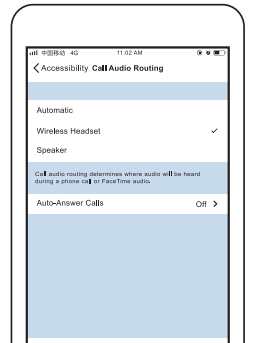 中国移动 4G 11:02 AM
Accessibility Call Audio Routing
Automatic
Wireless Headset
Speaker
Call audio routing determines where audio will be heard
during a phone call or FaceTime audio.
Auto-Answer Calls Off